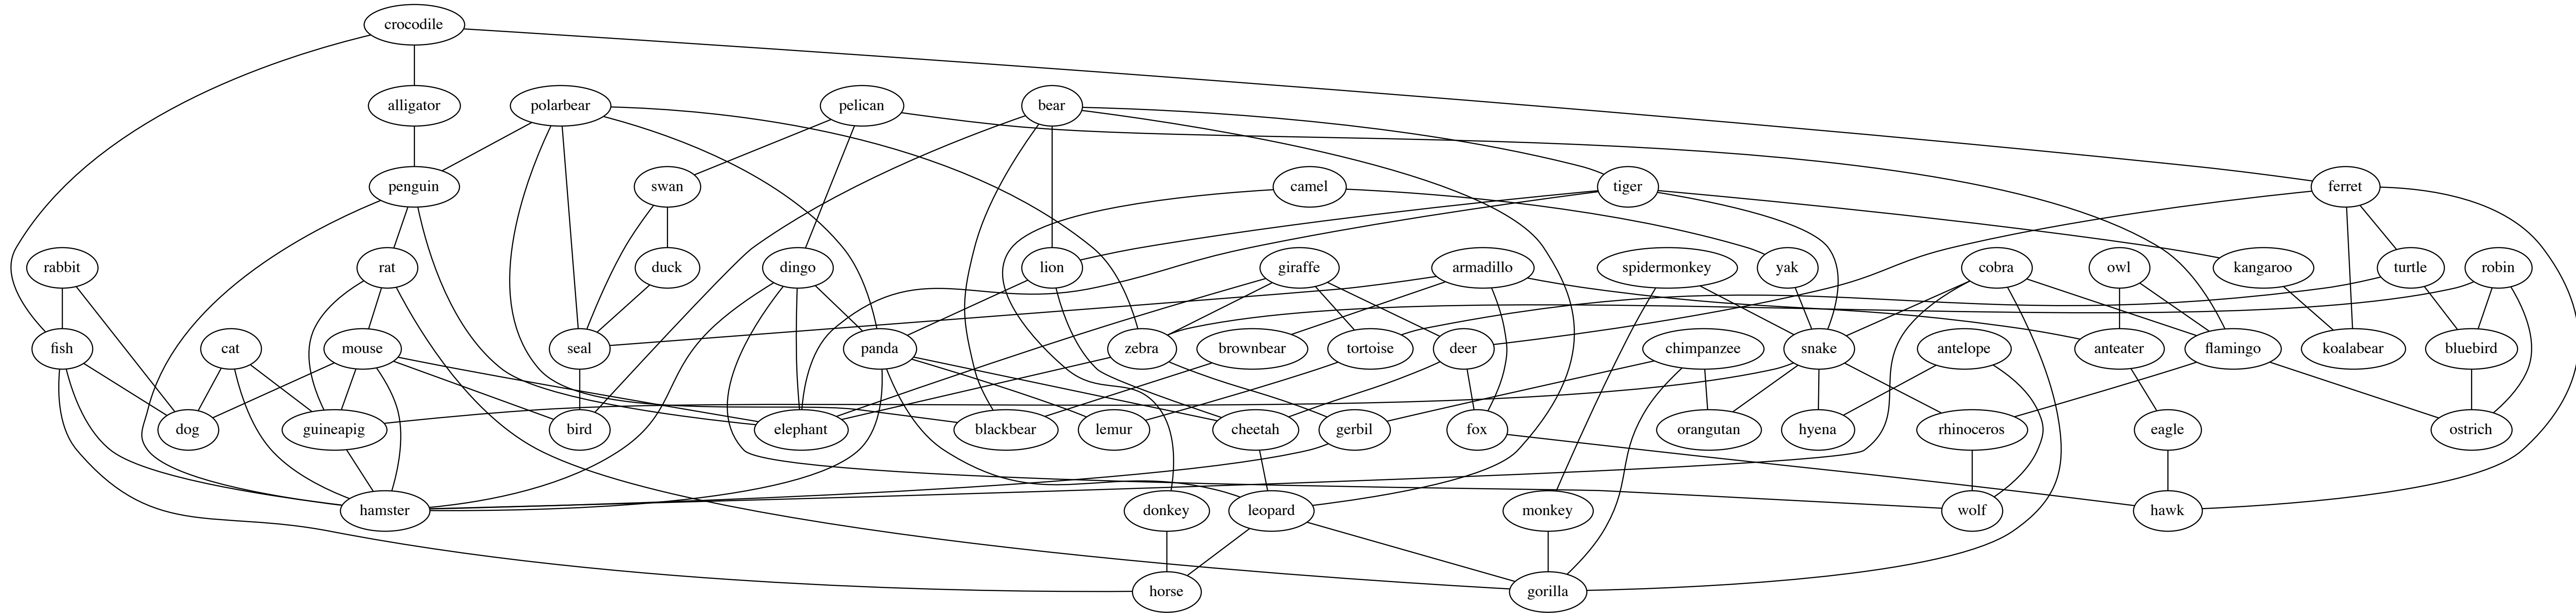 crocodile
alligator
polarbear
pelican
bear
penguin
swan
camel
tiger
ferret
rabbit
rat
duck
dingo
lion
giraffe
armadillo
spidermonkey
yak
cobra
owl
kangaroo
turtle
robin
fish
cat
mouse
seal
panda
zebra
brownbear
tortoise
deer
chimpanzee
snake
antelope
anteater
flamingo
koalabear
bluebird
dog
guineapig
bird
elephant
blackbear
lemur
cheetah
gerbil
fox
orangutan
hyena
rhinoceros
eagle
ostrich
hamster
donkey
leopard
monkey
wolf
hawk
horse
gorilla